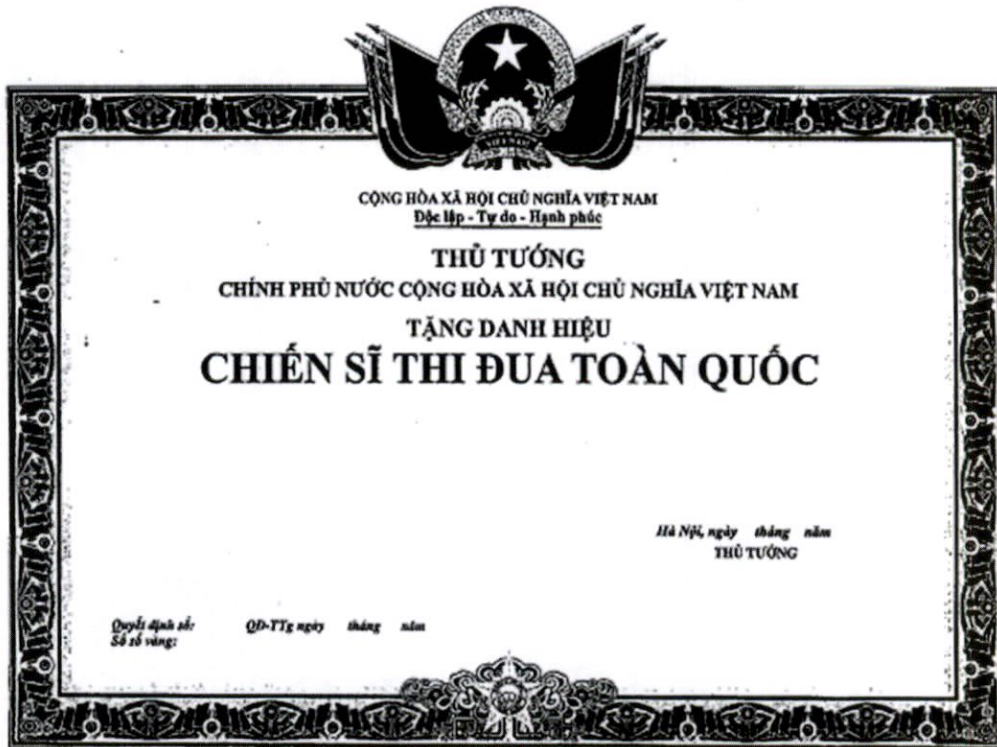 VIỆT NAM
CỘNG HÒA XÃ HỘI CHỦ NGHĨA VIỆT NAM
Độc lập - Tự do - Hạnh phúc
THỦ TƯỚNG
CHÍNH PHỦ NƯỚC CỘNG HÒA XÃ HỘI CHỦ NGHĨA VIỆT NAM
TẶNG DANH HIỆU
CHIẾN SĨ THI ĐUA TOÀN QUỐC
Hà Nội, ngày tháng năm
THỦ TƯỚNG
Quyết định số: QĐ-TTg ngày tháng năm
Số sổ vàng: